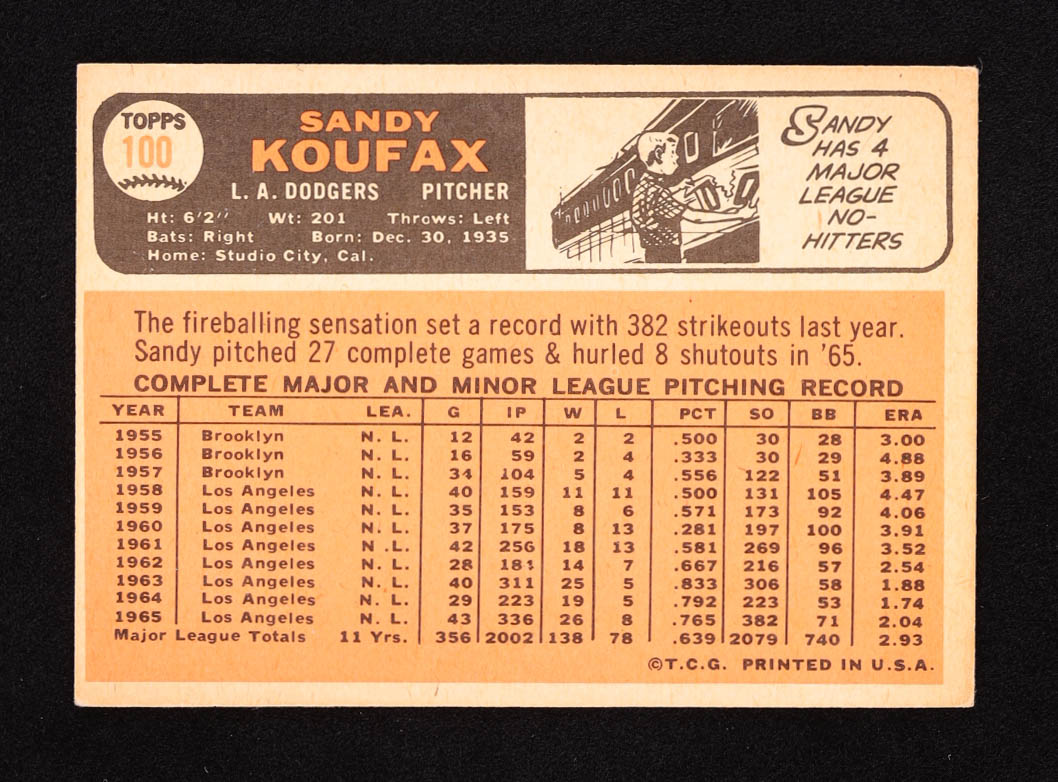 TOPPS
100
SANDY
KOUFAX
L. A. DODGERS PITCHER
Ht: 6'2" Wt: 201 Throws: Left
Bats: Right Born: Dec. 30, 1935
Home: Studio City, Cal.
SANDY
HAS 4
MAJOR
LEAGUE
NO-
HITTERS
The fireballing sensation set a record with 382 strikeouts last year.
Sandy pitched 27 complete games & hurled 8 shutouts in '65.
COMPLETE MAJOR AND MINOR LEAGUE PITCHING RECORD
YEAR TEAM LEA. G IP W L PCT SO BB ERA
1955 Brooklyn N. L. 12 42 2 2 .500 30 28 3.00
1956 Brooklyn N. L. 16 59 2 4 .333 30 29 4.88
1957 Brooklyn N. L. 34 104 5 4 .556 122 51 3.89
1958 Los Angeles N. L. 40 159 11 11 .500 131 105 4.47
1959 Los Angeles N. L. 35 153 8 6 .571 173 92 4.06
1960 Los Angeles N. L. 37 175 8 13 .281 197 100 3.91
1961 Los Angeles N .L. 42 256 18 13 .581 269 96 3.52
1962 Los Angeles N. L. 28 14 7 .667 216 57 2.54
1963 Los Angeles N. L. 40 311 25 5 .833 306 58 1.88
1964 Los Angeles N. L. 29 223 19 5 .792 223 53 1.74
1965 Los Angeles N. L. 43 336 26 8 .765 382 71 2.04
Major League Totals 11 Yrs. 356 2002 138 78 .639 2079 740 2.93
©T.C.G. PRINTED IN U.S.A.